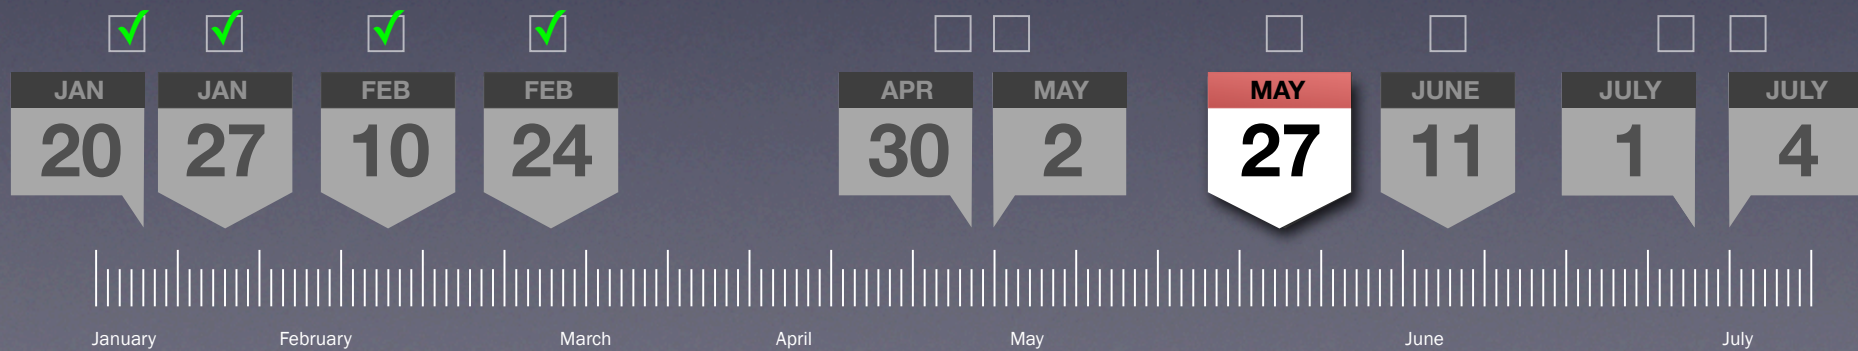 JAN JAN FEB FEB APR MAY MAY JUNE JULY JULY
20 27 10 24 30 2 27 11 1 4
January February March April May June July